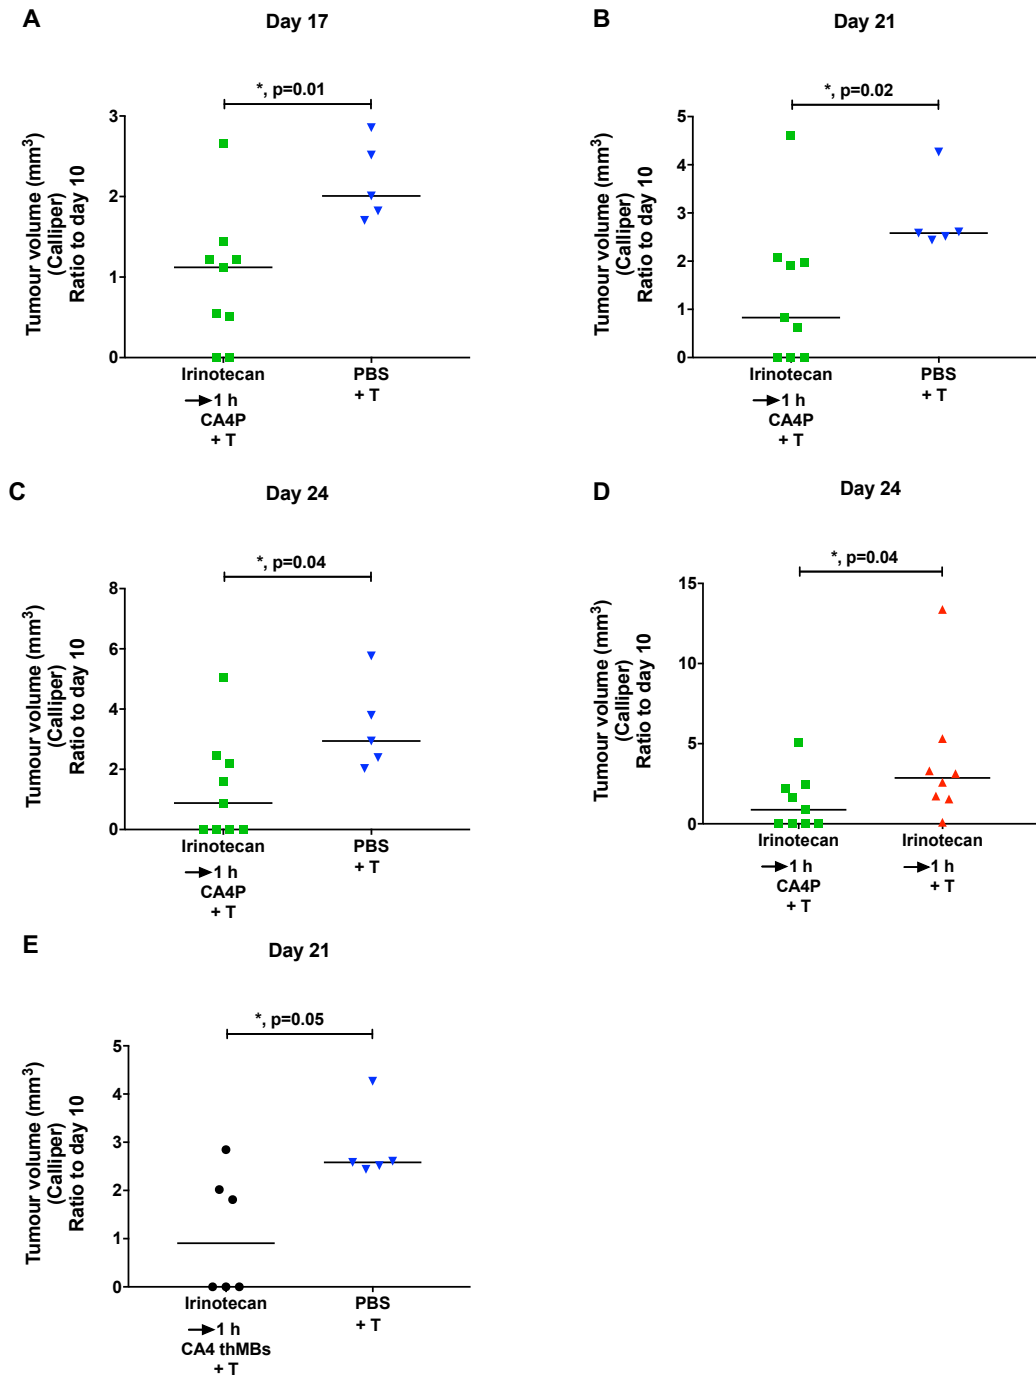 A
Day 17
*, p=0.01
Tumour volume (mm³)
(Calliper)
Ratio to day 10
3
2
1
0
Irinotecan
→1 h
CA4P
+ T
PBS
+ T
B
Day 21
*, p=0.02
Tumour volume (mm³)
(Calliper)
Ratio to day 10
5
4
3
2
1
0
Irinotecan
→1 h
CA4P
+ T
PBS
+ T
C
Day 24
*, p=0.04
Tumour volume (mm³)
(Calliper)
Ratio to day 10
8
6
4
2
0
Irinotecan
→1 h
CA4P
+ T
PBS
+ T
D
Day 24
*, p=0.04
Tumour volume (mm³)
(Calliper)
Ratio to day 10
15
10
5
0
Irinotecan
→1 h
CA4P
+ T
Irinotecan
→1 h
+ T
E
Day 21
*, p=0.05
Tumour volume (mm³)
(Calliper)
Ratio to day 10
5
4
3
2
1
0
Irinotecan
→1 h
CA4 thMBs
+ T
PBS
+ T